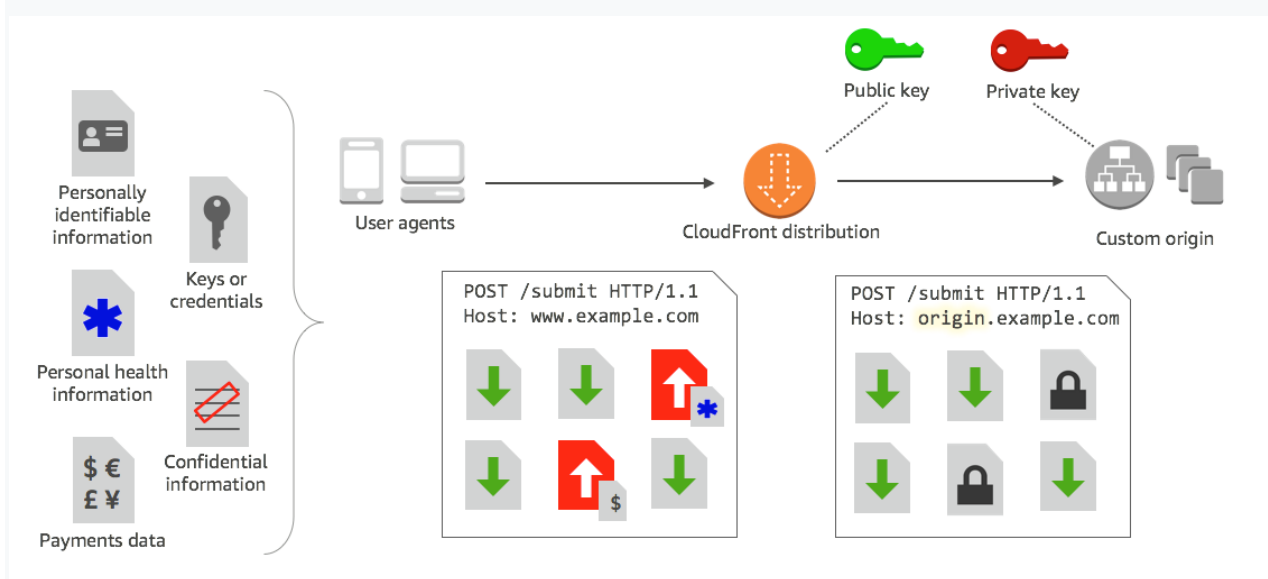 Public key
Private key
Personally
identifiable
information
Keys or
credentials
Personal health
information
Confidential
information
$ €
£ ¥
Payments data
User agents
CloudFront distribution
Custom origin
POST /submit HTTP/1.1
Host: www.example.com
*
$
POST /submit HTTP/1.1
Host: origin.example.com